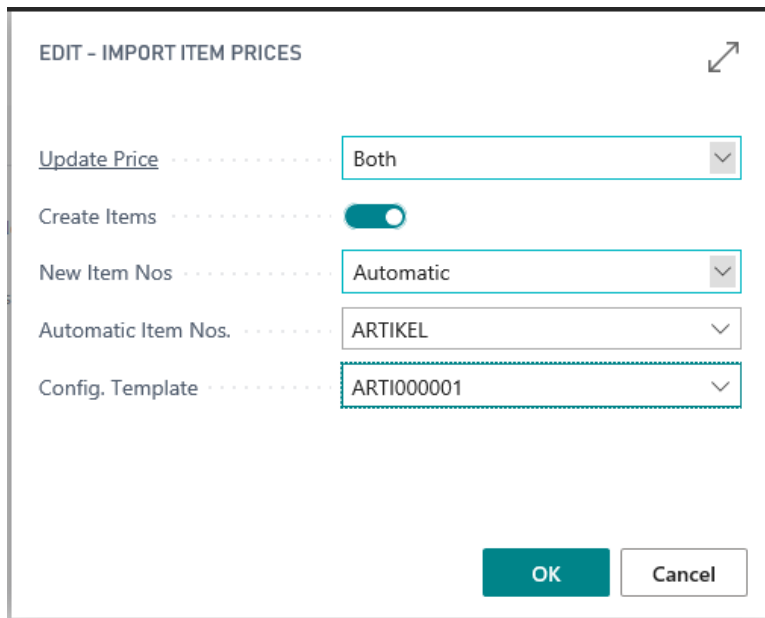 EDIT - IMPORT ITEM PRICES
Update Price Both
Create Items
New Item Nos Automatic
Automatic Item Nos. ARTIKEL
Config. Template ARTI000001
OK Cancel